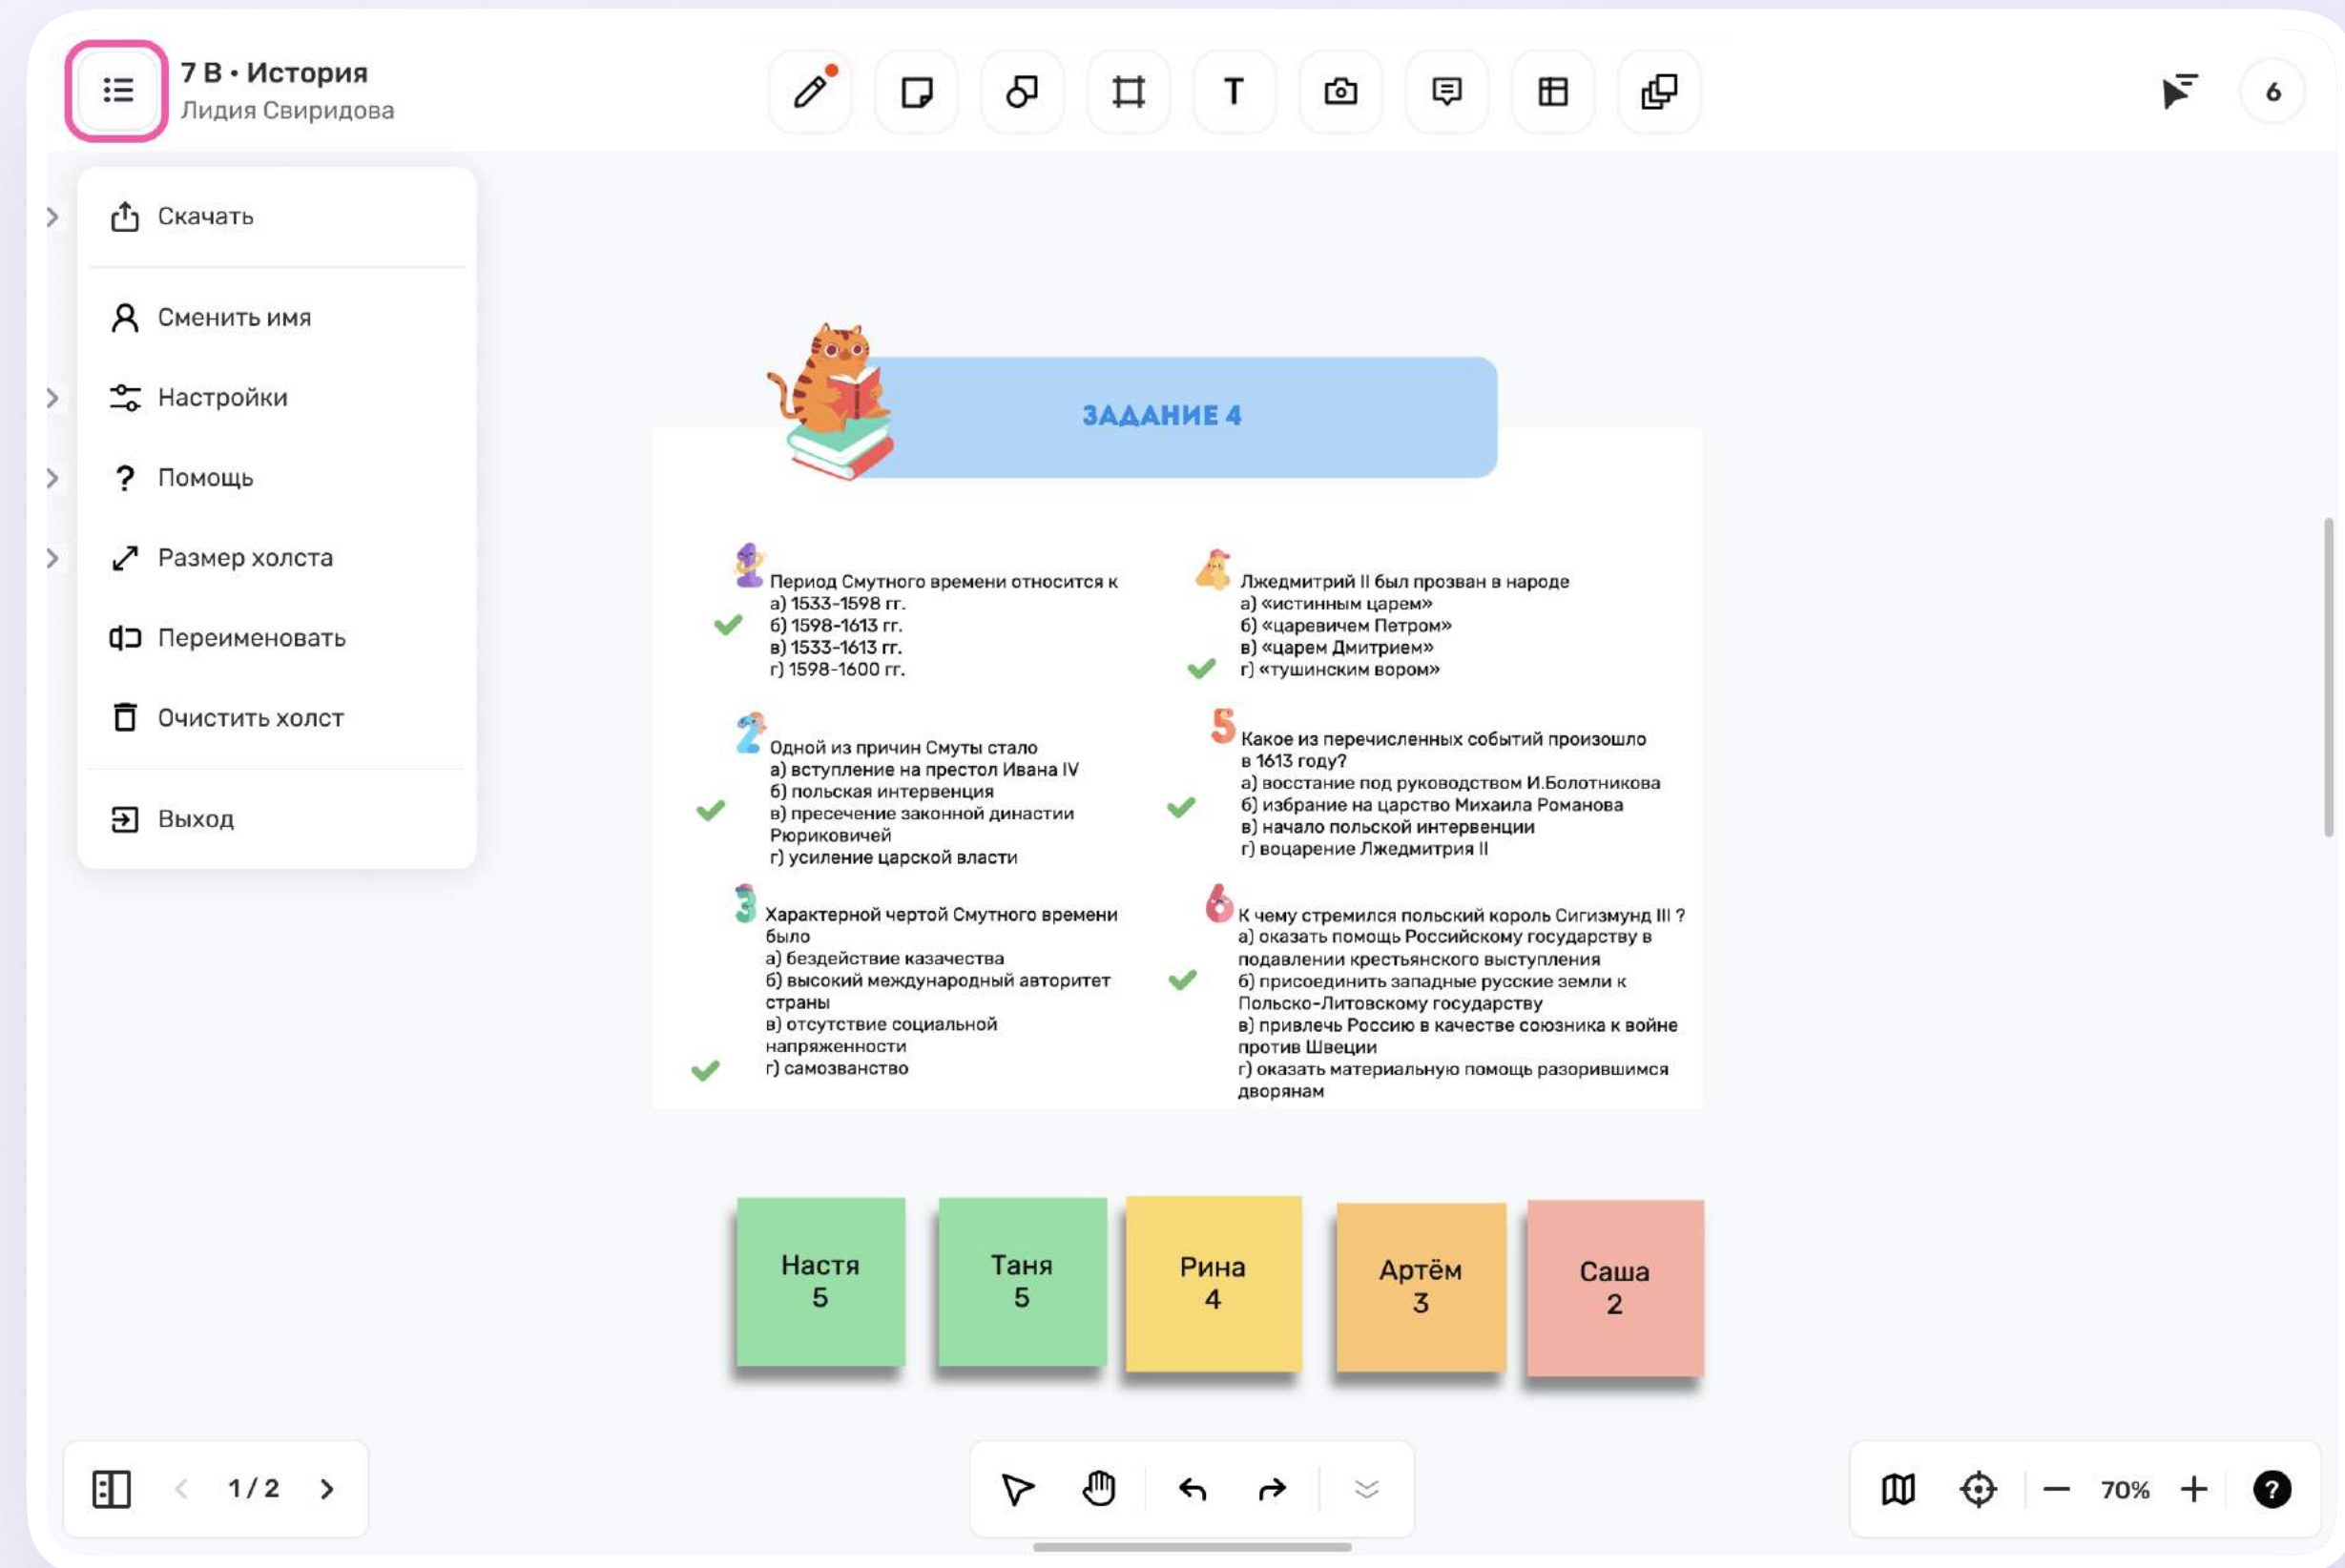 7 В • История
Лидия Свиридова
T
6
Скачать
Сменить имя
Настройки
? Помощь
Размер холста
Переименовать
Очистить холст
Выход
ЗАДАНИЕ 4
1
Период Смутного времени относится к
а) 1533-1598 гг.
б) 1598-1613 гг.
в) 1533-1613 гг.
г) 1598-1600 гг.
2
Одной из причин Смуты стало
а) вступление на престол Ивана IV
б) польская интервенция
в) пресечение законной династии
Рюриковичей
г) усиление царской власти
3
Характерной чертой Смутного времени
было
а) бездействие казачества
б) высокий международный авторитет
страны
в) отсутствие социальной
напряженности
г) самозванство
4
Лжедмитрий II был прозван в народе
а) «истинным царем»
б) «царевичем Петром»
в) «царем Дмитрием»
г) «тушинским вором»
5
Какое из перечисленных событий произошло
в 1613 году?
а) восстание под руководством И.Болотникова
б) избрание на царство Михаила Романова
в) начало польской интервенции
г) воцарение Лжедмитрия II
6
К чему стремился польский король Сигизмунд III ?
а) оказать помощь Российскому государству в
подавлении крестьянского выступления
б) присоединить западные русские земли к
Польско-Литовскому государству
в) привлечь Россию в качестве союзника к войне
против Швеции
г) оказать материальную помощь разорившимся
дворянам
Настя
5
Таня
5
Рина
4
Артём
3
Саша
2
1 / 2
70%
?